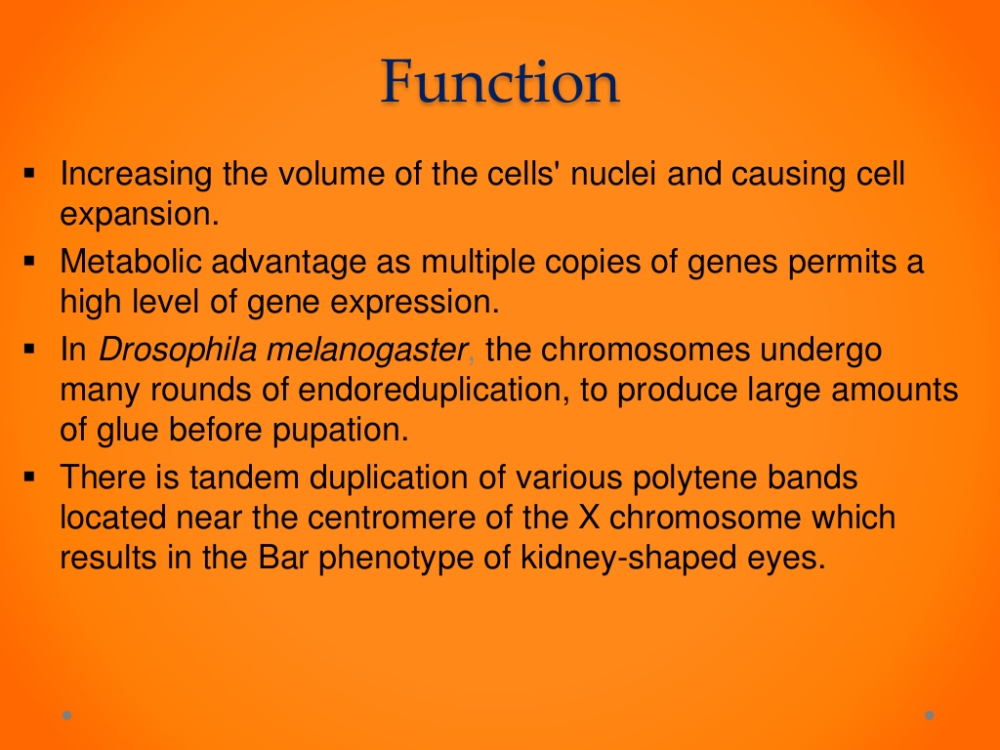 Function
▪ Increasing the volume of the cells' nuclei and causing cell
expansion.
▪ Metabolic advantage as multiple copies of genes permits a
high level of gene expression.
▪ In Drosophila melanogaster, the chromosomes undergo
many rounds of endoreduplication, to produce large amounts
of glue before pupation.
▪ There is tandem duplication of various polytene bands
located near the centromere of the X chromosome which
results in the Bar phenotype of kidney-shaped eyes.